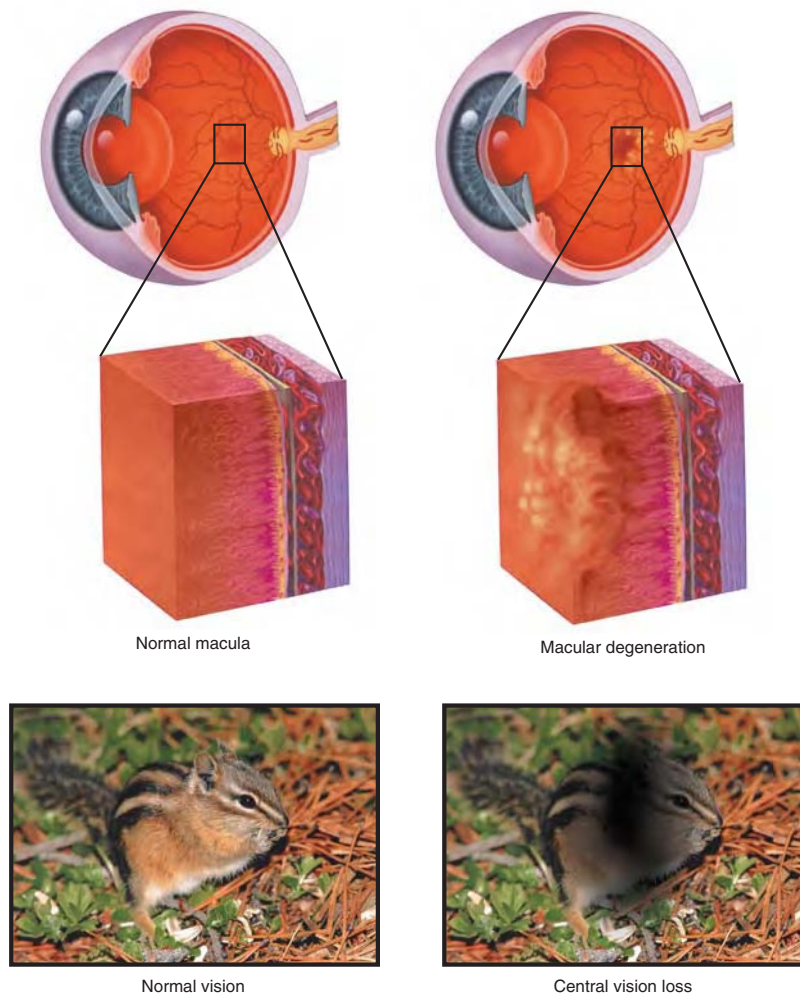 Normal macula
Macular degeneration
Normal vision
Central vision loss